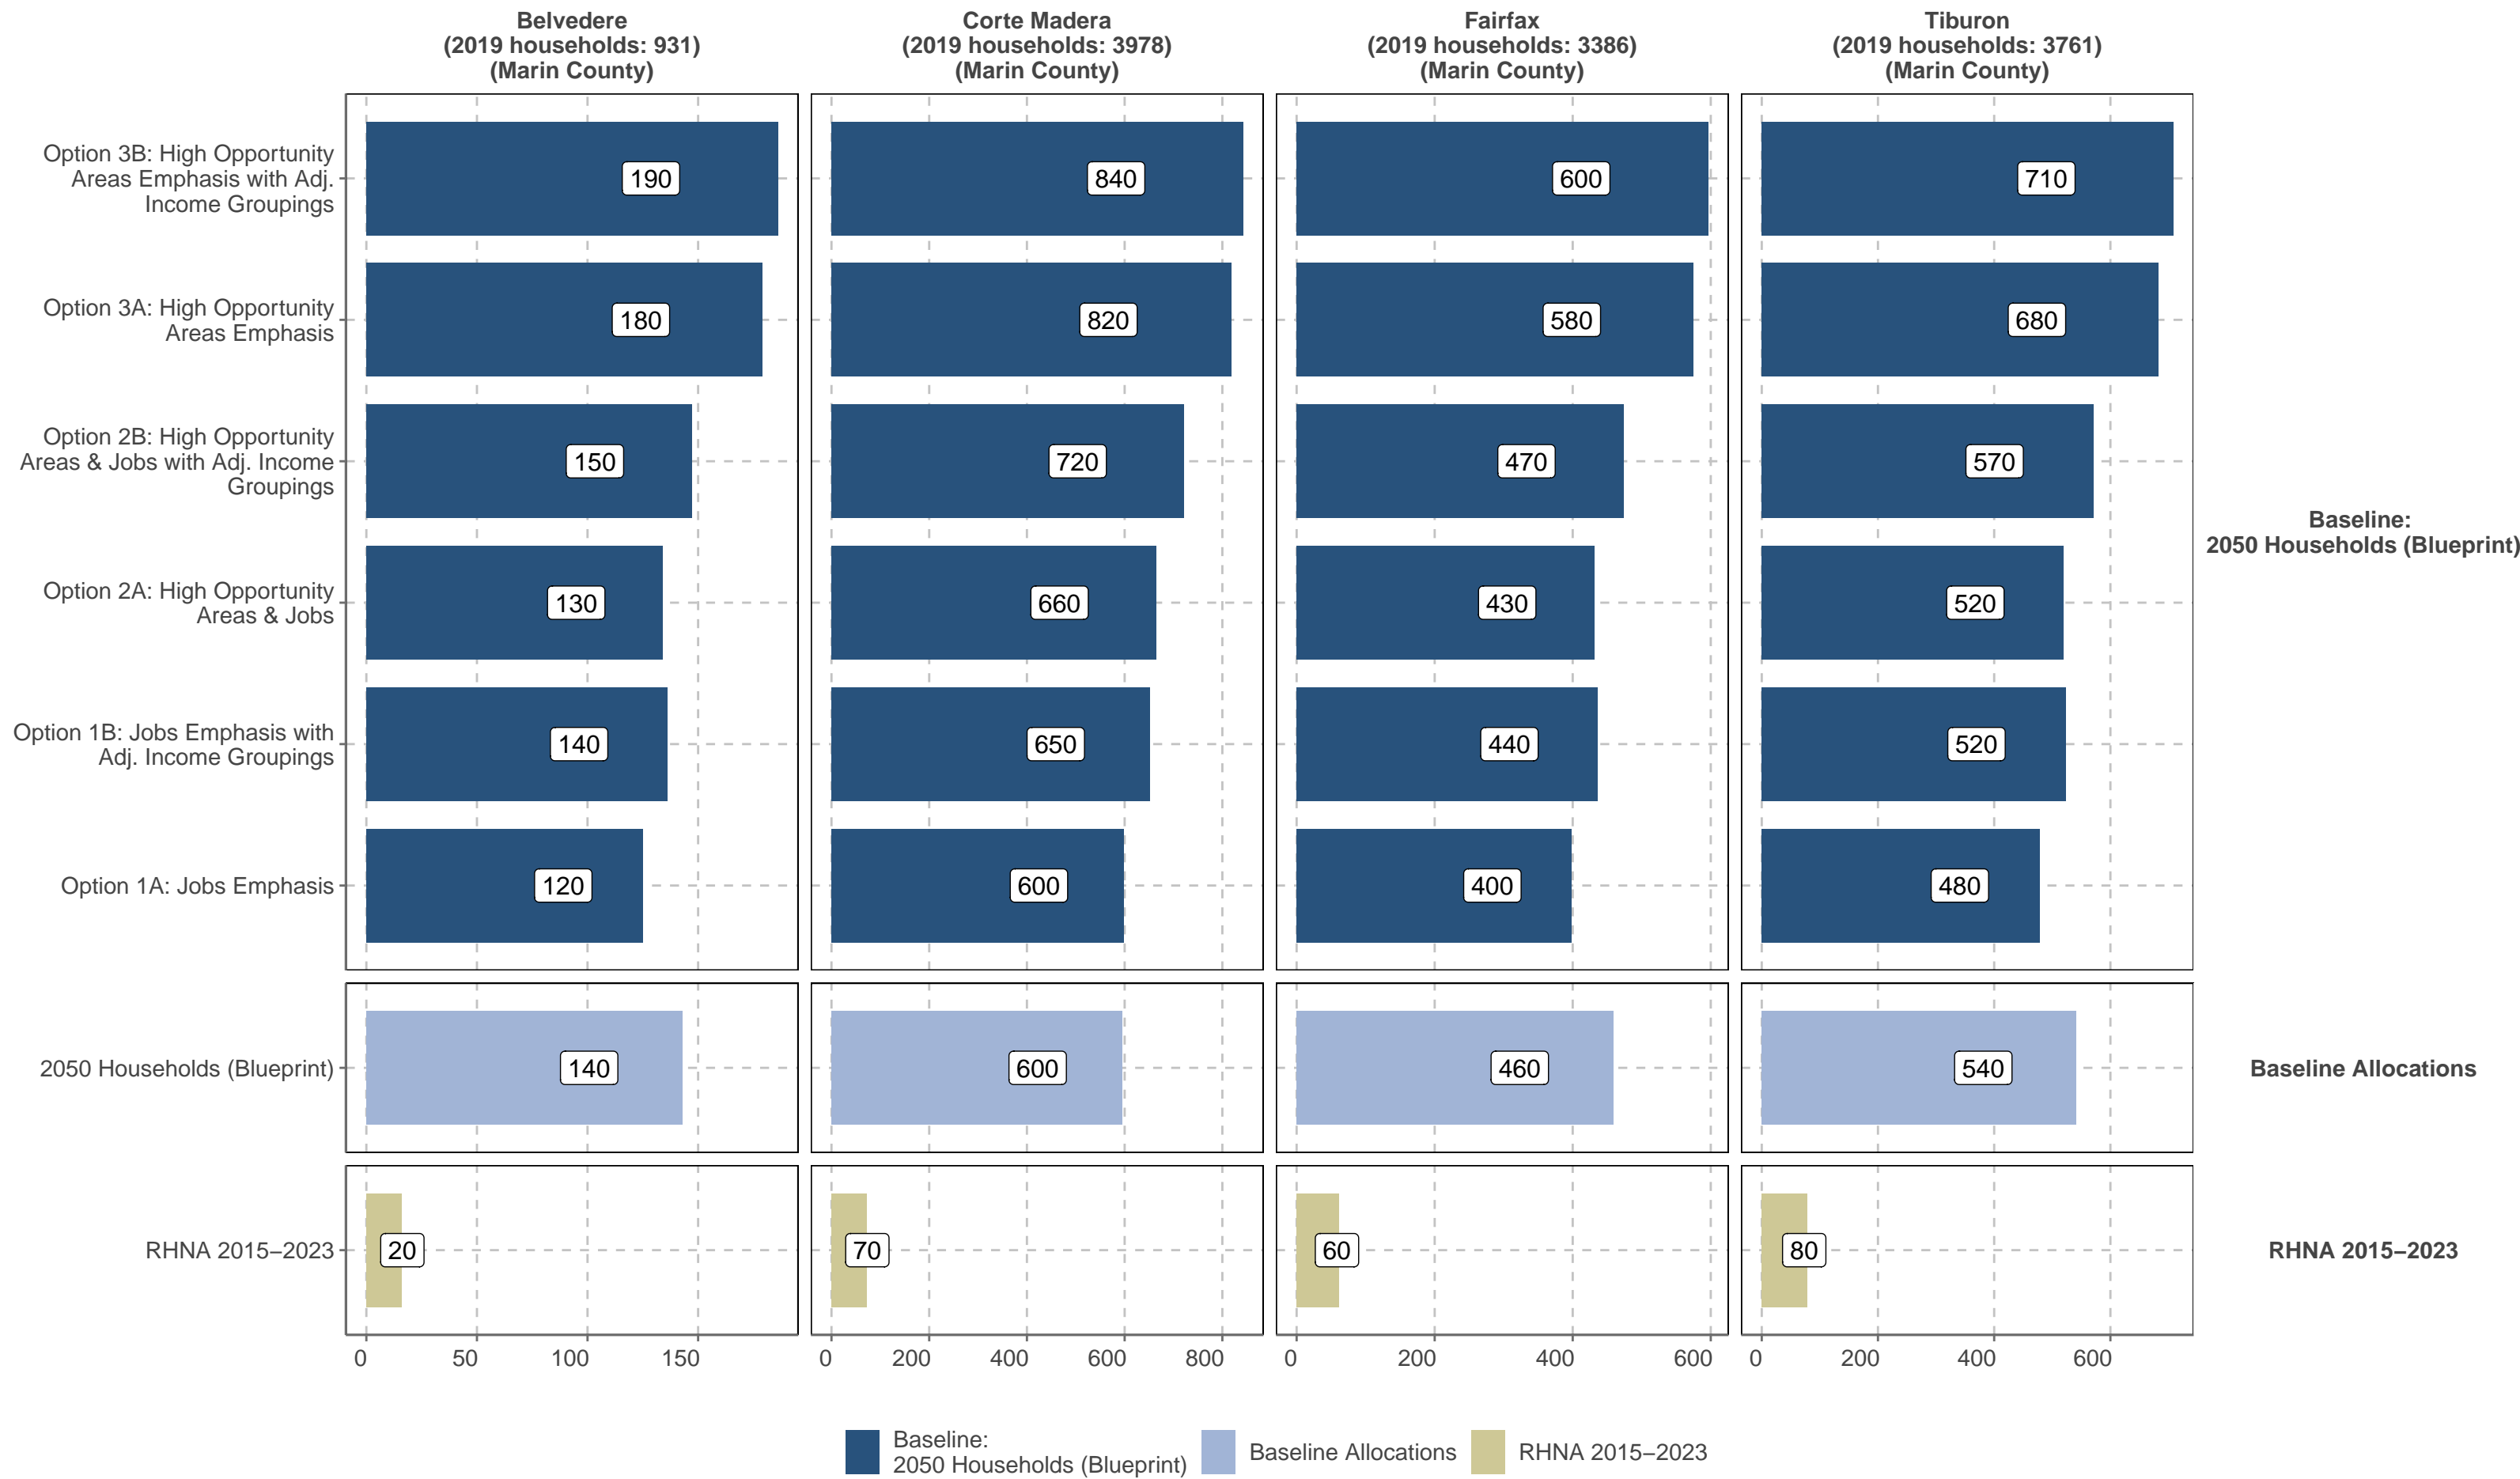 Belvedere
(2019 households: 931)
(Marin County)
Corte Madera
(2019 households: 3978)
(Marin County)
Fairfax
(2019 households: 3386)
(Marin County)
Tiburon
(2019 households: 3761)
(Marin County)
Option 3B: High Opportunity
Areas Emphasis with Adj.
Income Groupings
190
840
600
710
Option 3A: High Opportunity
Areas Emphasis
180
820
580
680
Option 2B: High Opportunity
Areas & Jobs with Adj. Income
Groupings
150
720
470
570
Baseline:
2050 Households (Blueprint)
Option 2A: High Opportunity
Areas & Jobs
130
660
430
520
Option 1B: Jobs Emphasis with
Adj. Income Groupings
140
650
440
520
Option 1A: Jobs Emphasis
120
600
400
480
2050 Households (Blueprint)
140
600
460
540
Baseline Allocations
RHNA 2015−2023
20
70
60
80
RHNA 2015−2023
0 50 100 150
0 200 400 600 800
0 200 400 600
0 200 400 600
Baseline:
2050 Households (Blueprint)
Baseline Allocations
RHNA 2015−2023